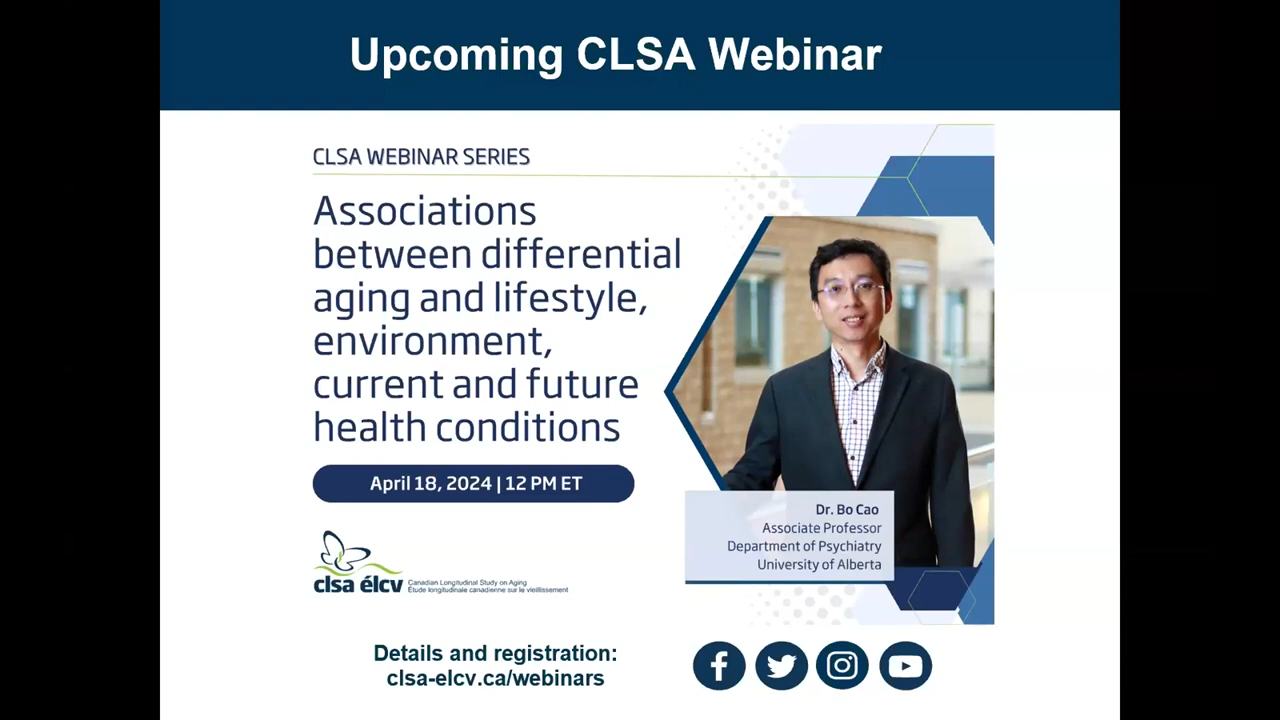 Upcoming CLSA Webinar
CLSA WEBINAR SERIES
Associations
between differential
aging and lifestyle,
environment,
current and future
health conditions
April 18, 2024 | 12 PM ET
Dr. Bo Cao
Associate Professor
Department of Psychiatry
University of Alberta
clsa élcv
Canadian Longitudinal Study on Aging
Étude longitudinale canadienne sur le vieillissement
Details and registration:
clsa-elcv.ca/webinars